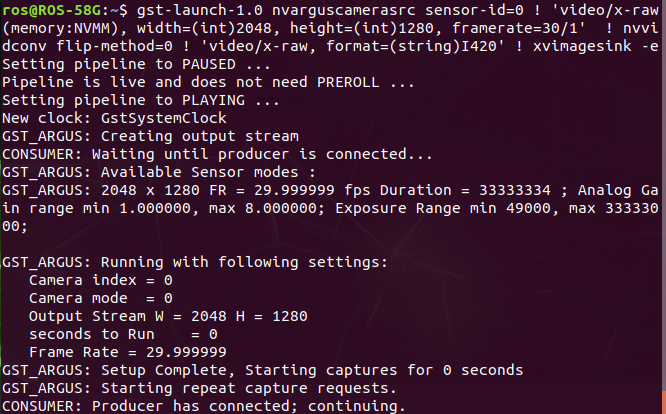 ros@ROS-58G:~$ gst-launch-1.0 nvarguscamerasrc sensor-id=0 ! 'video/x-raw
(memory:NVMM), width=(int)2048, height=(int)1280, framerate=30/1'  ! nvvi
dconv flip-method=0 ! 'video/x-raw, format=(string)I420' ! xvimagesink -e
Setting pipeline to PAUSED ...
Pipeline is live and does not need PREROLL ...
Setting pipeline to PLAYING ...
New clock: GstSystemClock
GST_ARGUS: Creating output stream
CONSUMER: Waiting until producer is connected...
GST_ARGUS: Available Sensor modes :
GST_ARGUS: 2048 x 1280 FR = 29.999999 fps Duration = 33333334 ; Analog Ga
in range min 1.000000, max 8.000000; Exposure Range min 49000, max 333330
00;
GST_ARGUS: Running with following settings:
   Camera index = 0
   Camera mode  = 0
   Output Stream W = 2048 H = 1280
   seconds to Run    = 0
   Frame Rate = 29.999999
GST_ARGUS: Setup Complete, Starting captures for 0 seconds
GST_ARGUS: Starting repeat capture requests.
CONSUMER: Producer has connected; continuing.